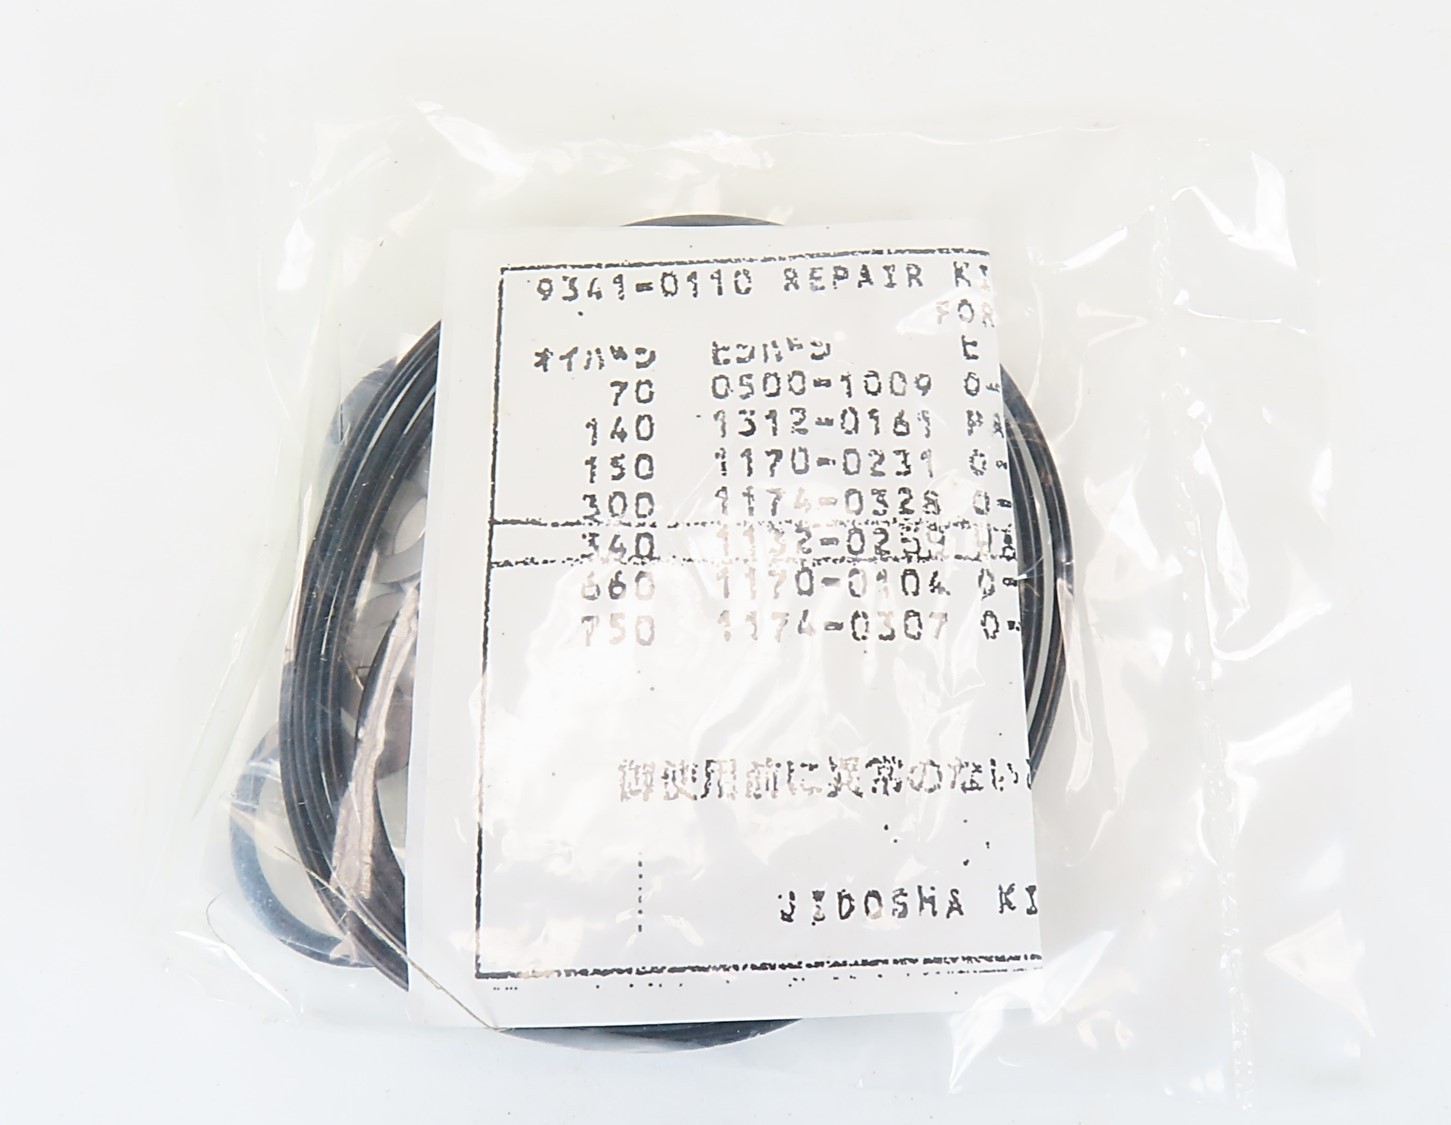 9341-0110 REPAIR KI
FOR
オイバン ヒンバン ヒ
70 0500-1009 O-
140 1312-0161 PA
150 1170-0231 O-
300 1174-0328 O-
340
660 1170-0104 O-
750 1174-0307 O-
御使用前に異常のない
JIDOSHA KI